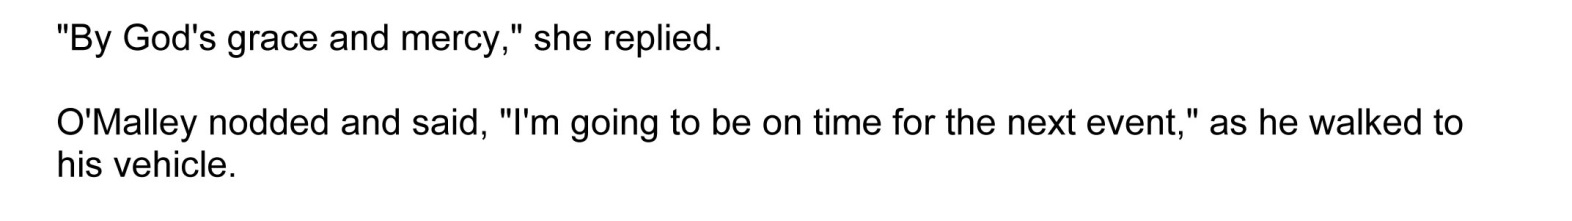 "By God's grace and mercy," she replied.
O'Malley nodded and said, "I'm going to be on time for the next event," as he walked to
his vehicle.